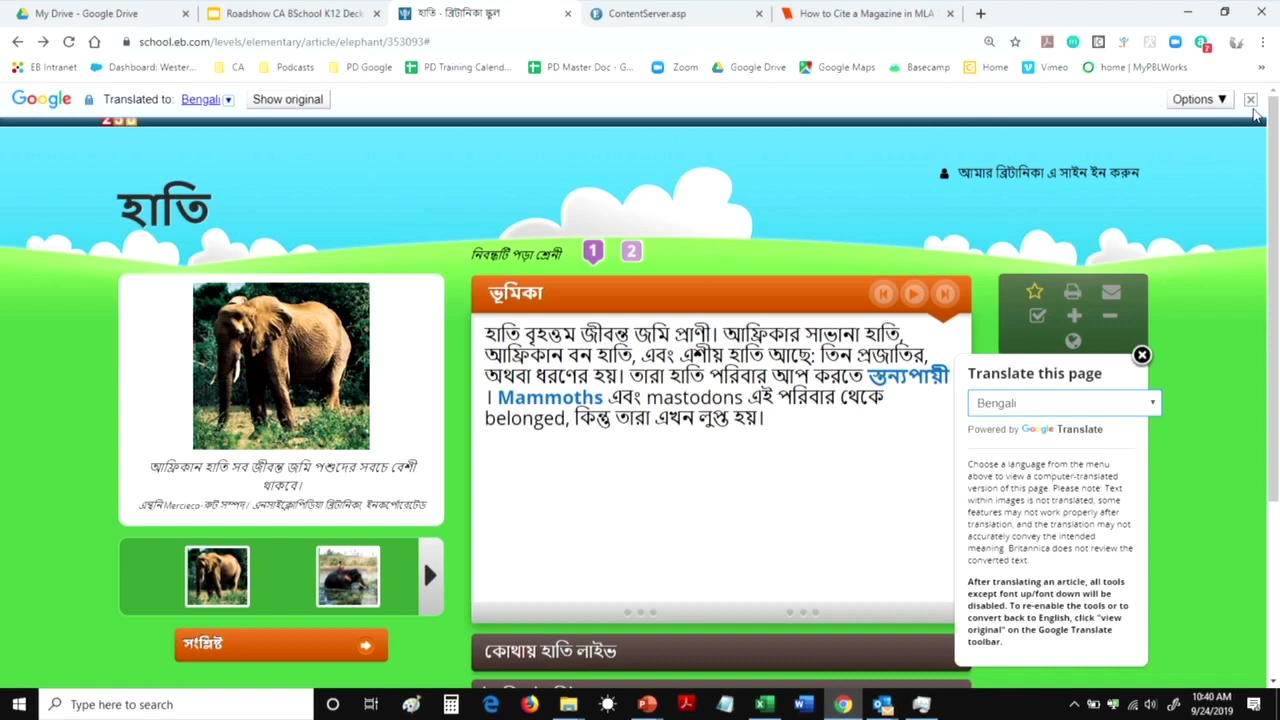 My Drive - Google Drive
Roadshow CA BSchool K12 Deck
হাতি - ব্রিটানিকা স্কুল
ContentServer.asp
How to Cite a Magazine in MLA
school.eb.com/levels/elementary/article/elephant/353093#
EB Intranet
Dashboard: Wester...
CA
Podcasts
PD Google
PD Training Calend...
PD Master Doc - G...
Zoom
Google Drive
Google Maps
Basecamp
Home
Vimeo
home | MyPBLWorks
Google Translated to: Bengali Show original
Options ▼
আমার ব্রিটানিকা এ সাইন ইন করুন
হাতি
নিবন্ধটি পড়া শ্রেনী 1 2
ভূমিকা
হাতি বৃহত্তম জীবন্ত জমি প্রাণী। আফ্রিকার সাভানা হাতি,
আফ্রিকান বন হাতি, এবং এশীয় হাতি আছে: তিন প্রজাতির,
অথবা ধরণের হয়। তারা হাতি পরিবার আপ করতে স্তন্যপায়ী
। Mammoths এবং mastodons এই পরিবার থেকে
belonged, কিন্তু তারা এখন লুপ্ত হয়।
আফ্রিকান হাতি সব জীবন্ত জমি পশুদের সবচে বেশী
থাকবে।
এন্থনি Mercieca-রুট সম্পদ / এনসাইক্লোপিডিয়া ব্রিটানিকা, ইনকর্পোরেটেড
সংশ্লিষ্ট
কোথায় হাতি লাইভ
Translate this page
Bengali
Powered by Google Translate
Choose a language from the menu
above to view a computer-translated
version of this page. Please note: Text
within images is not translated, some
features may not work properly after
translation, and the translation may not
accurately convey the intended
meaning. Britannica does not review the
converted text.
After translating an article, all tools
except font up/font down will be
disabled. To re-enable the tools or to
convert back to English, click "view
original" on the Google Translate
toolbar.
Type here to search
10:40 AM
9/24/2019